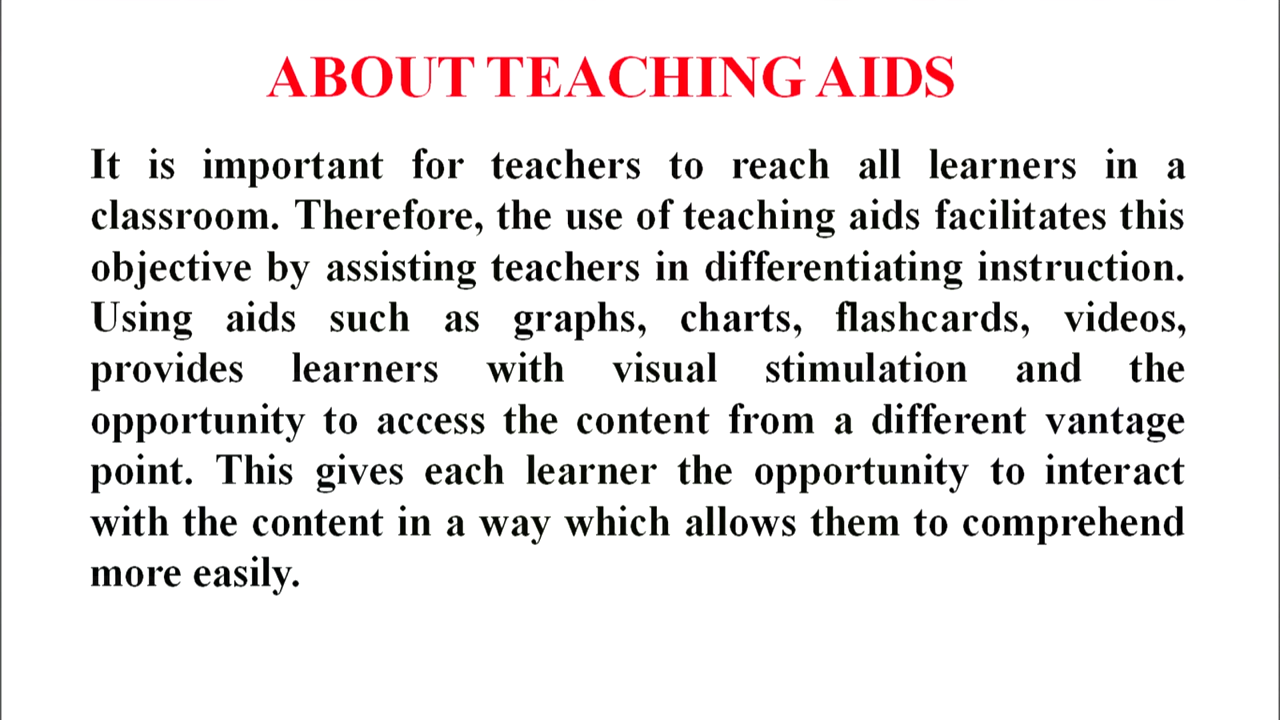 ABOUT TEACHING AIDS
It is important for teachers to reach all learners in a
classroom. Therefore, the use of teaching aids facilitates this
objective by assisting teachers in differentiating instruction.
Using aids such as graphs, charts, flashcards, videos,
provides learners with visual stimulation and the
opportunity to access the content from a different vantage
point. This gives each learner the opportunity to interact
with the content in a way which allows them to comprehend
more easily.